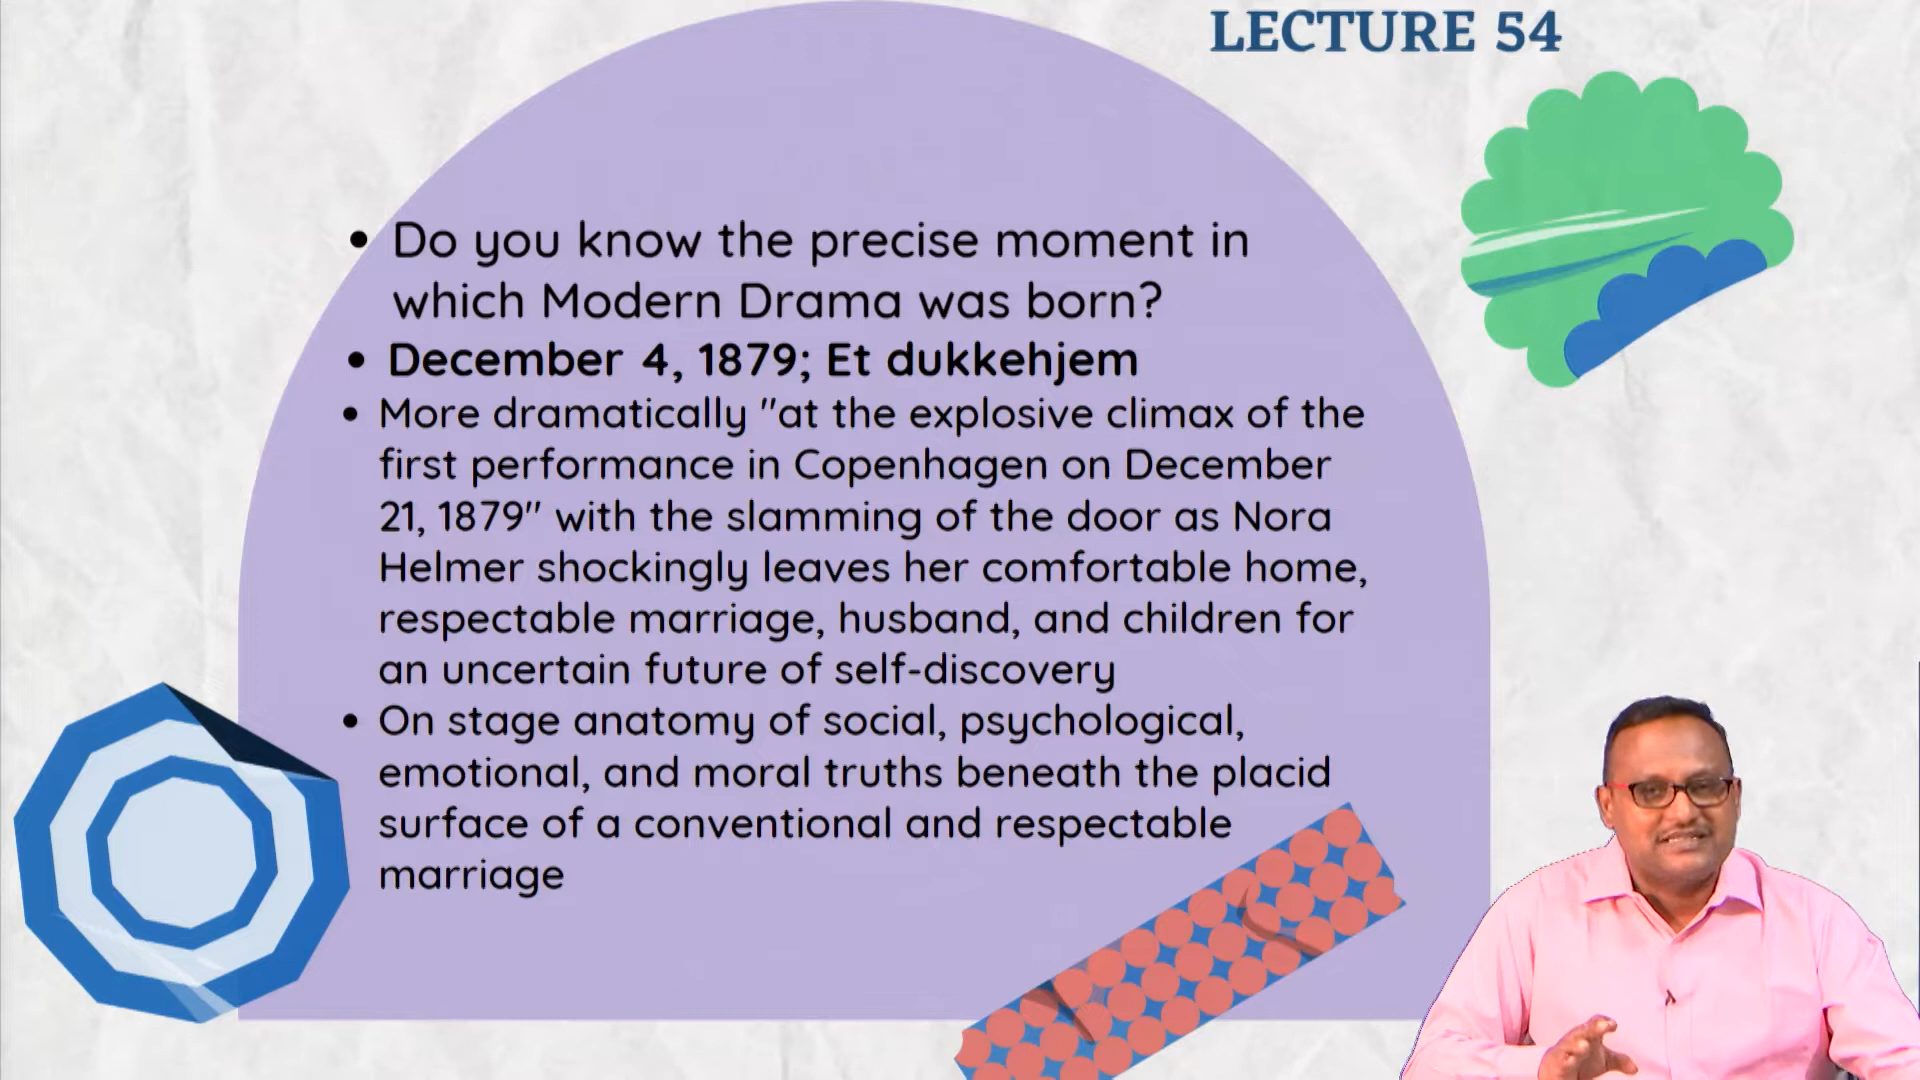 LECTURE 54
• Do you know the precise moment in
which Modern Drama was born?
• December 4, 1879; Et dukkehjem
• More dramatically "at the explosive climax of the
first performance in Copenhagen on December
21, 1879" with the slamming of the door as Nora
Helmer shockingly leaves her comfortable home,
respectable marriage, husband, and children for
an uncertain future of self-discovery
• On stage anatomy of social, psychological,
emotional, and moral truths beneath the placid
surface of a conventional and respectable
marriage